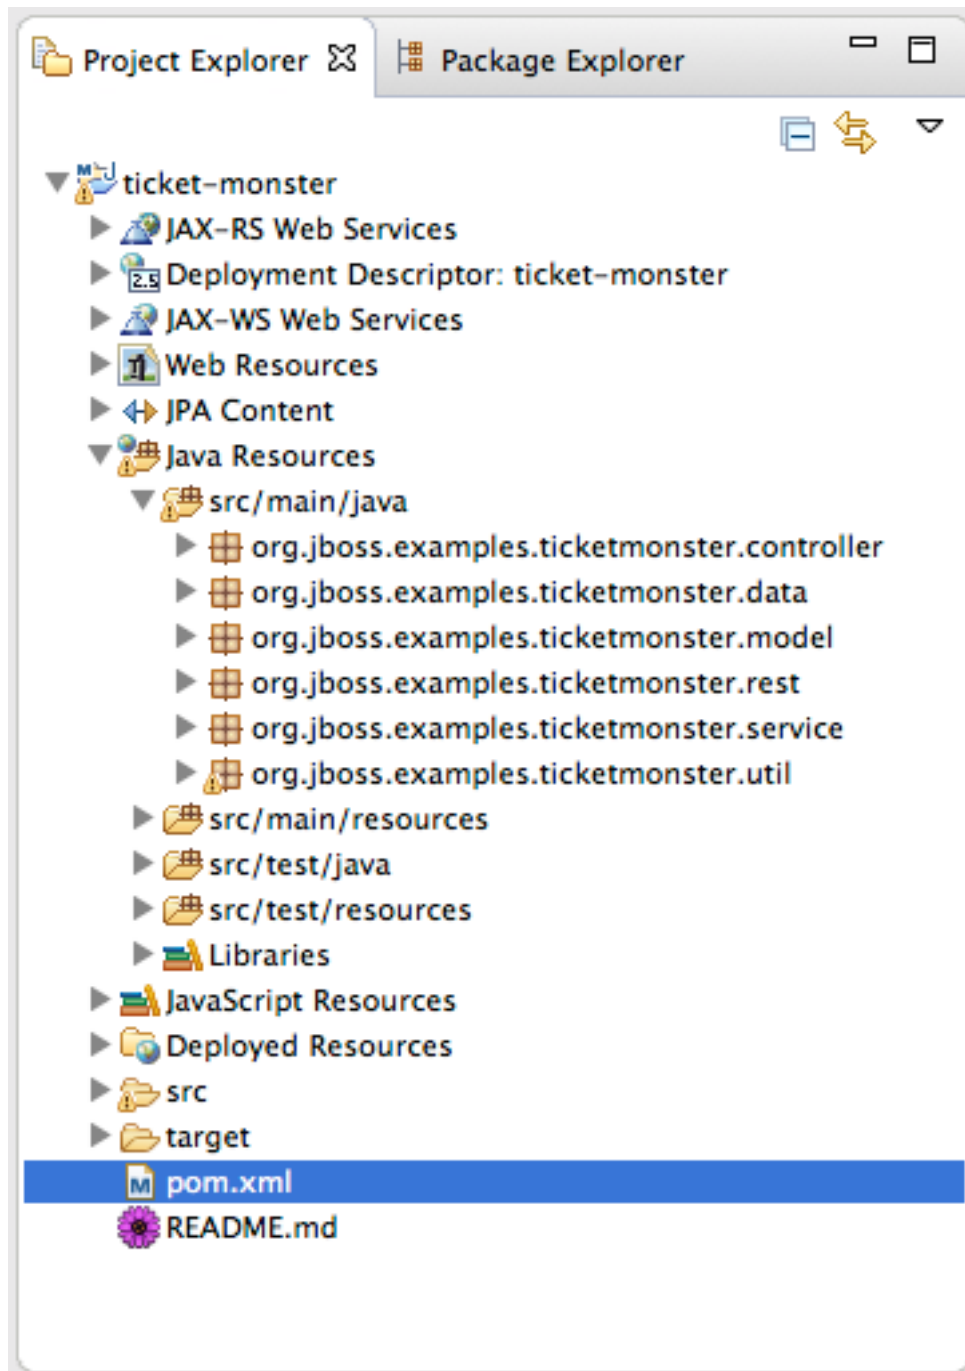 Project Explorer Package Explorer
ticket-monster
JAX-RS Web Services
2.5 Deployment Descriptor: ticket-monster
JAX-WS Web Services
Web Resources
JPA Content
Java Resources
src/main/java
org.jboss.examples.ticketmonster.controller
org.jboss.examples.ticketmonster.data
org.jboss.examples.ticketmonster.model
org.jboss.examples.ticketmonster.rest
org.jboss.examples.ticketmonster.service
org.jboss.examples.ticketmonster.util
src/main/resources
src/test/java
src/test/resources
Libraries
JavaScript Resources
Deployed Resources
src
target
pom.xml
README.md